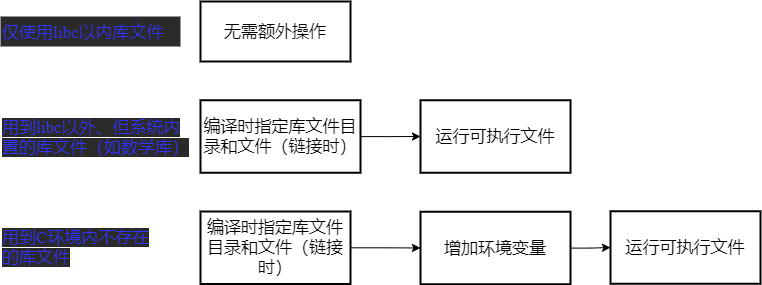 仅使用libc以内库文件
无需额外操作
用到libc以外、但系统内
置的库文件（如数学库）
编译时指定库文件目
录和文件（链接时）
运行可执行文件
用到C环境内不存在
的库文件
编译时指定库文件
目录和文件（链接
时）
增加环境变量
运行可执行文件